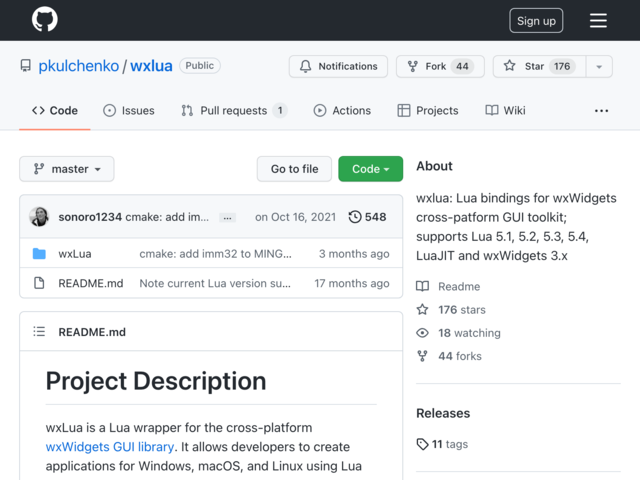 Sign up
pkulchenko / wxlua Public
Notifications Fork 44 Star 176
Code Issues Pull requests 1 Actions Projects Wiki ...
master Go to file Code
sonoro1234 cmake: add im... ... on Oct 16, 2021 548
wxLua cmake: add imm32 to MING... 3 months ago
README.md Note current Lua version su... 17 months ago
README.md
Project Description
wxLua is a Lua wrapper for the cross-platform
wxWidgets GUI library. It allows developers to create
applications for Windows, macOS, and Linux using Lua
About
wxlua: Lua bindings for wxWidgets
cross-patform GUI toolkit;
supports Lua 5.1, 5.2, 5.3, 5.4,
LuaJIT and wxWidgets 3.x
Readme
176 stars
18 watching
44 forks
Releases
11 tags